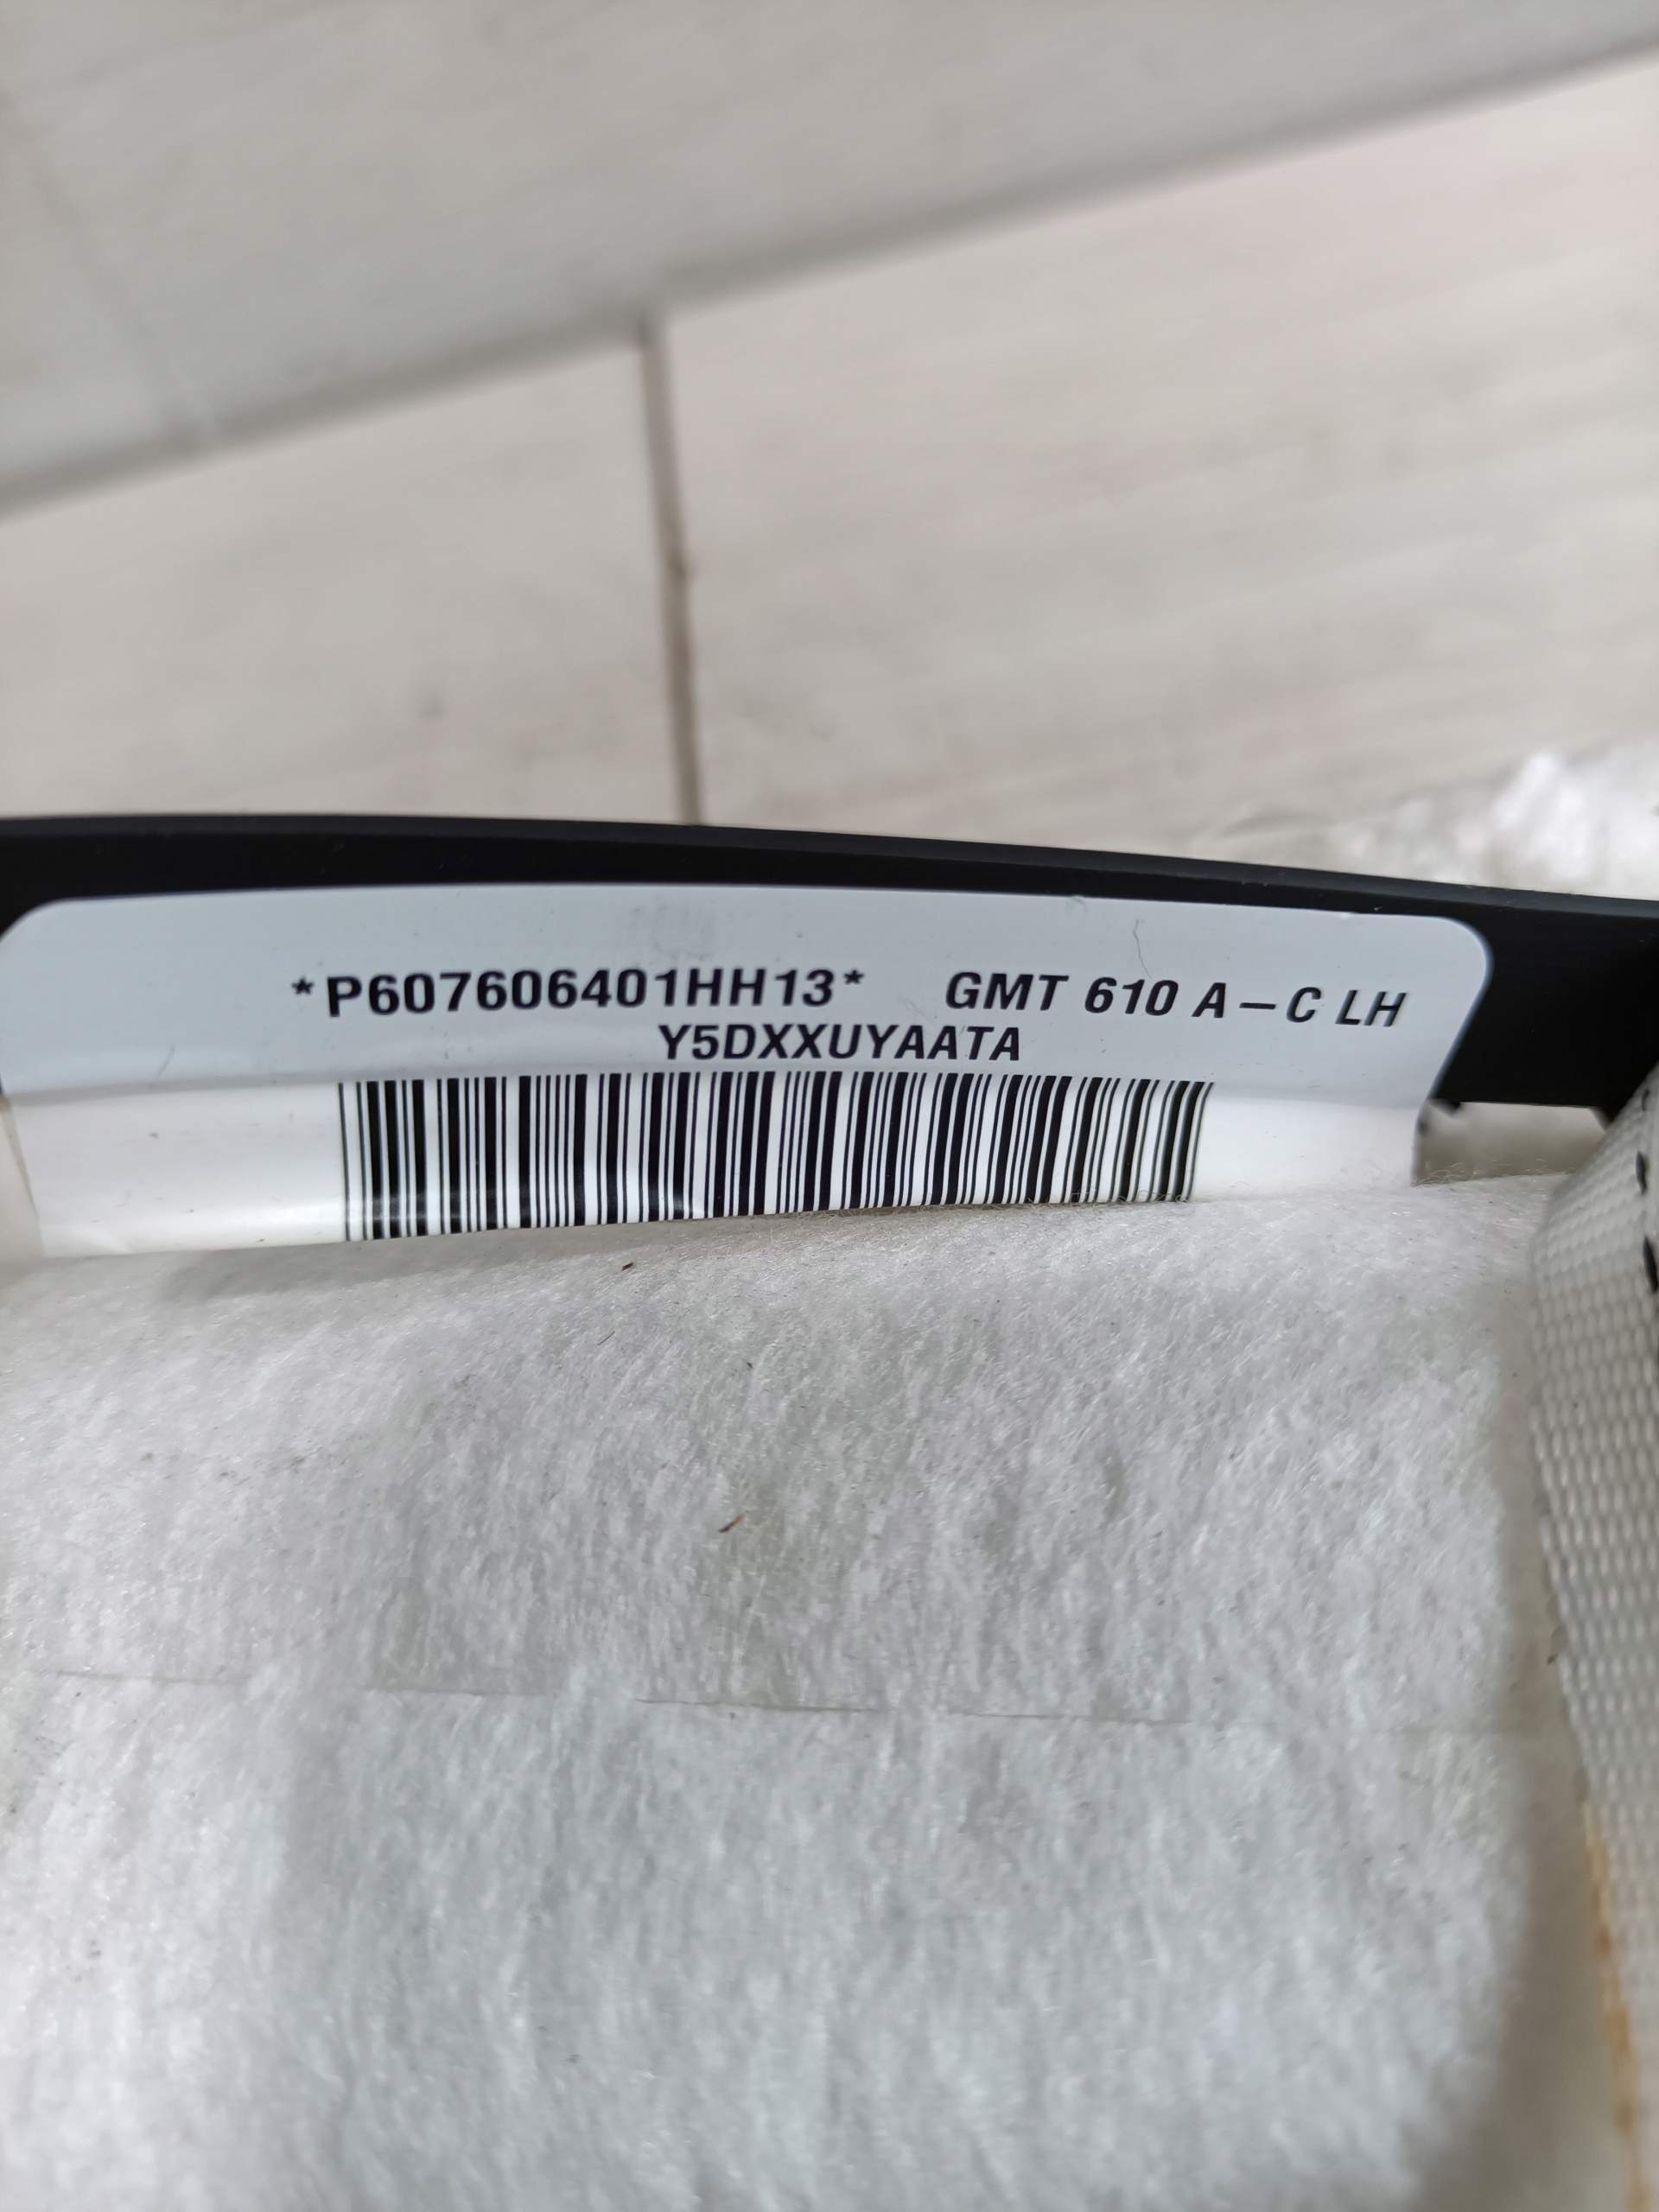 *P607606401HH13* GMT 610 A-C LH
Y5DXXUYAATA